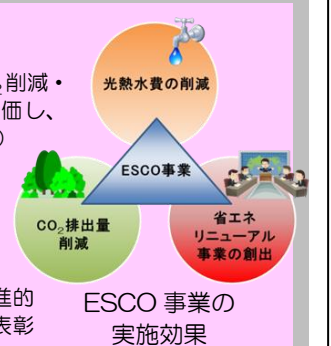 削減・
光熱水費の削減
価し、
ESCO事業
CO₂排出量
削減
省エネ
リニューアル
事業の創出
進的
表彰
ESCO 事業の
実施効果